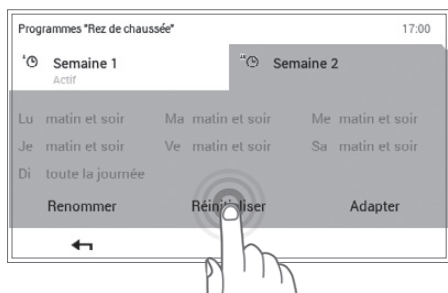 Programmes "Rez de chaussée" 17:00
Semaine 1 Semaine 2
Actif
Lu matin et soir Ma matin et soir Me matin et soir
Je matin et soir Ve matin et soir Sa matin et soir
Di toute la journée
Renommer Réinitialiser Adapter